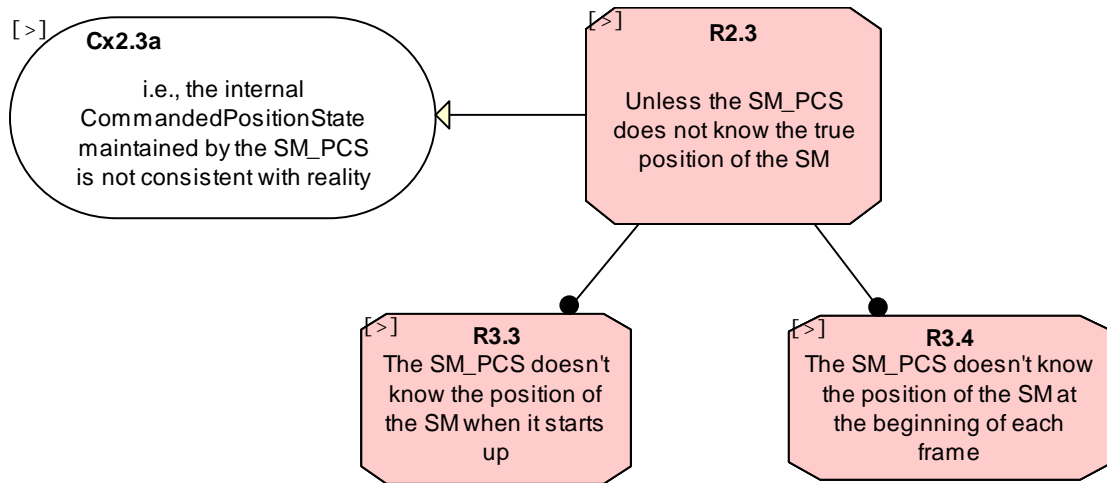 [>]
Cx2.3a
i.e., the internal
CommandedPositionState
maintained by the SM_PCS
is not consistent with reality
[>]
R2.3
Unless the SM_PCS
does not know the true
position of the SM
[>]
R3.3
The SM_PCS doesn't
know the position of
the SM when it starts
up
[>]
R3.4
The SM_PCS doesn't know
the position of the SM at
the beginning of each
frame